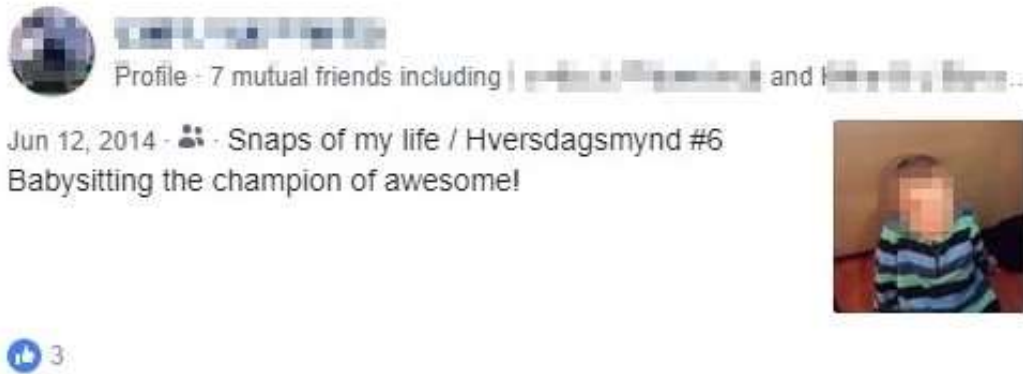 Profile · 7 mutual friends including and ...
Jun 12, 2014 · · Snaps of my life / Hversdagsmynd #6
Babysitting the champion of awesome!
3